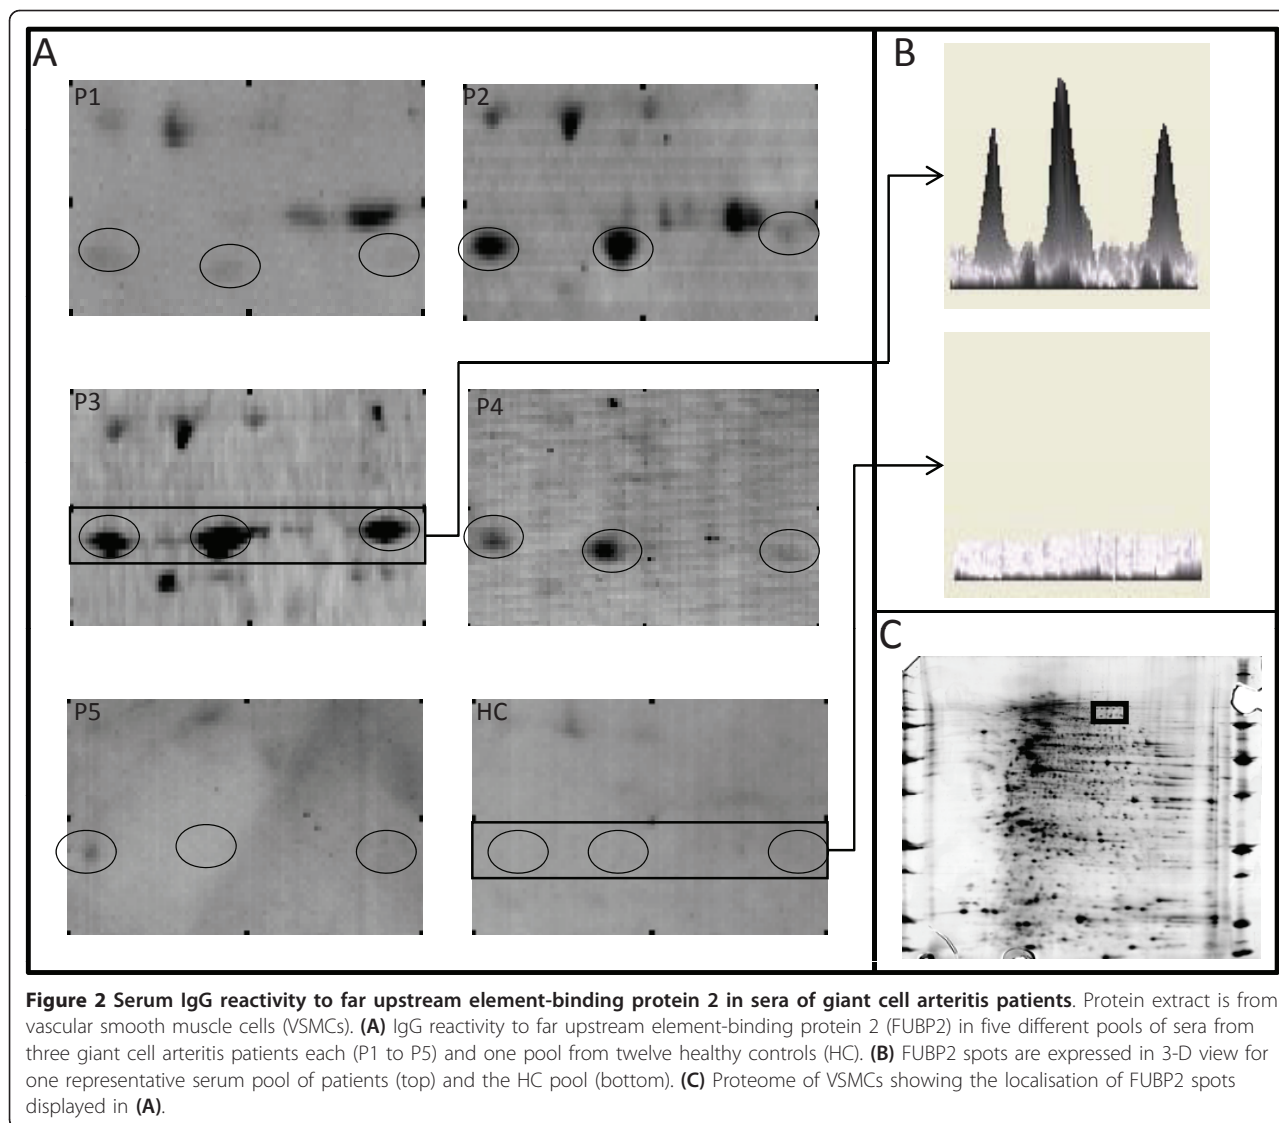 A
B
P1
P2
P3
P4
C
P5
HC
Figure 2 Serum IgG reactivity to far upstream element-binding protein 2 in sera of giant cell arteritis patients. Protein extract is from
vascular smooth muscle cells (VSMCs). (A) IgG reactivity to far upstream element-binding protein 2 (FUBP2) in five different pools of sera from
three giant cell arteritis patients each (P1 to P5) and one pool from twelve healthy controls (HC). (B) FUBP2 spots are expressed in 3-D view for
one representative serum pool of patients (top) and the HC pool (bottom). (C) Proteome of VSMCs showing the localisation of FUBP2 spots
displayed in (A).